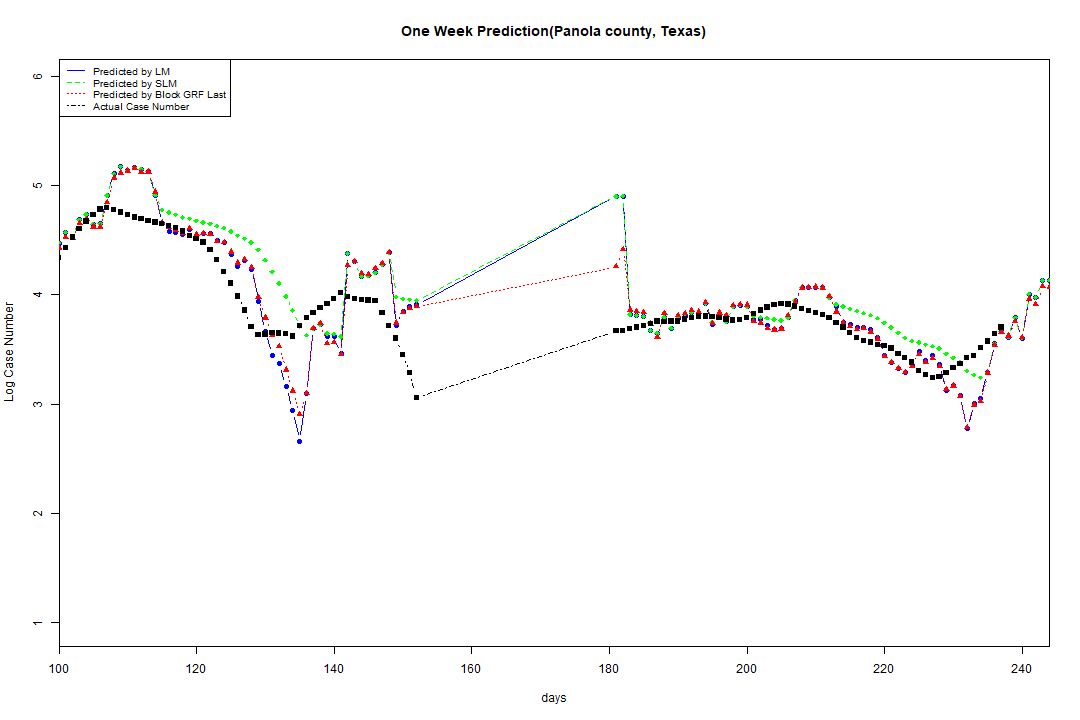 One Week Prediction(Panola county, Texas)
Predicted by LM
Predicted by SLM
Predicted by Block GRF Last
Actual Case Number
6
5
4
3
2
1
Log Case Number
100 120 140 160 180 200 220 240
days